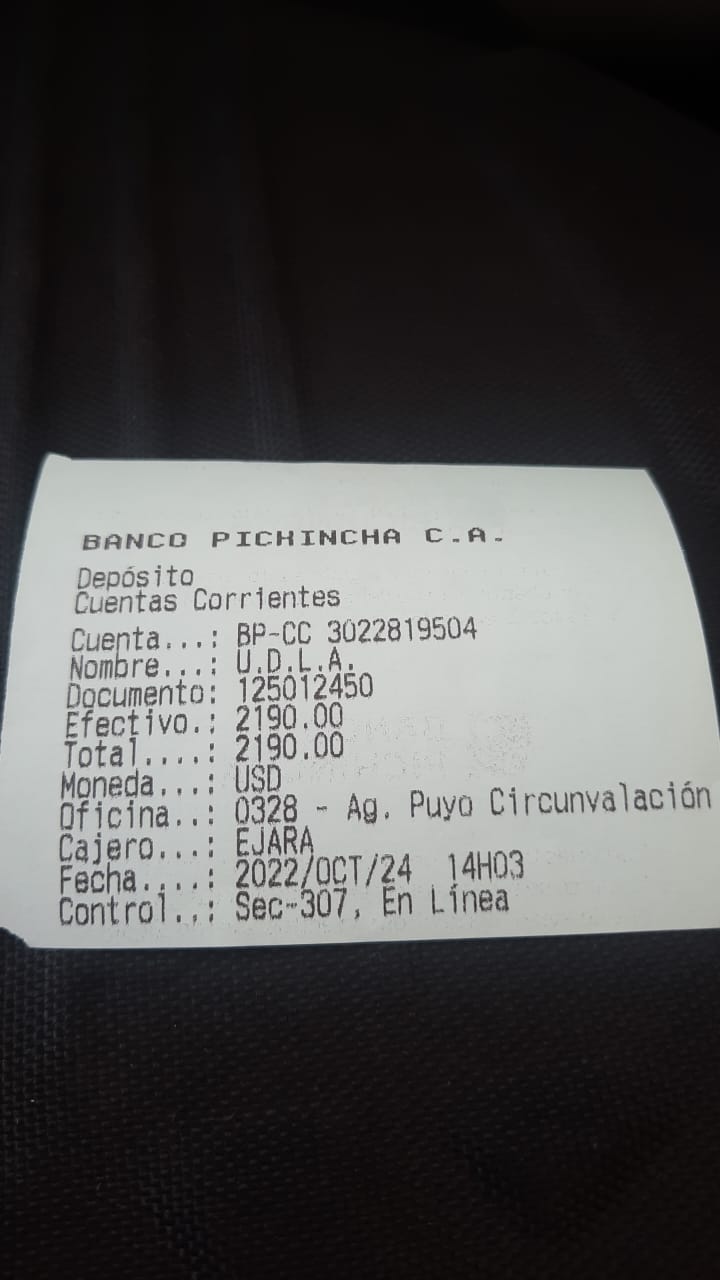 BANCO PICHINCHA C.A.
Depósito
Cuentas Corrientes
Cuenta...: BP-CC 3022819504
Nombre...: U.D.L.A.
Documento: 125012450
Efectivo.: 2190.00
Total....: 2190.00
Moneda...: USD
Oficina..: 0328 - Ag. Puyo Circunvalación
Cajero...: EJARA
Fecha....: 2022/OCT/24 14H03
Control..: Sec-307, En Línea